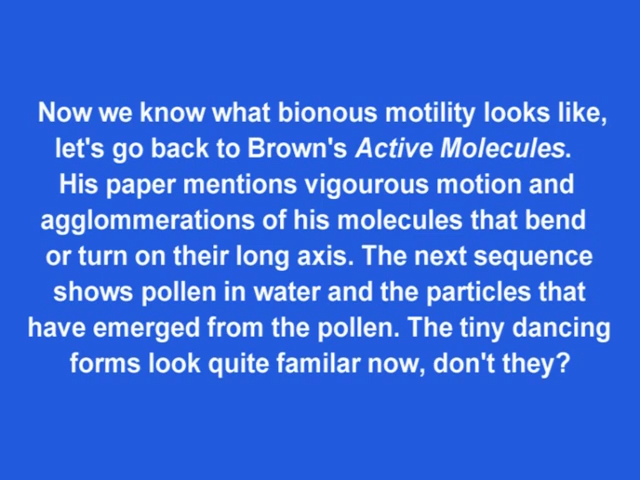 Now we know what bionous motility looks like,
let's go back to Brown's Active Molecules.
His paper mentions vigourous motion and
agglommerations of his molecules that bend
or turn on their long axis. The next sequence
shows pollen in water and the particles that
have emerged from the pollen. The tiny dancing
forms look quite familar now, don't they?